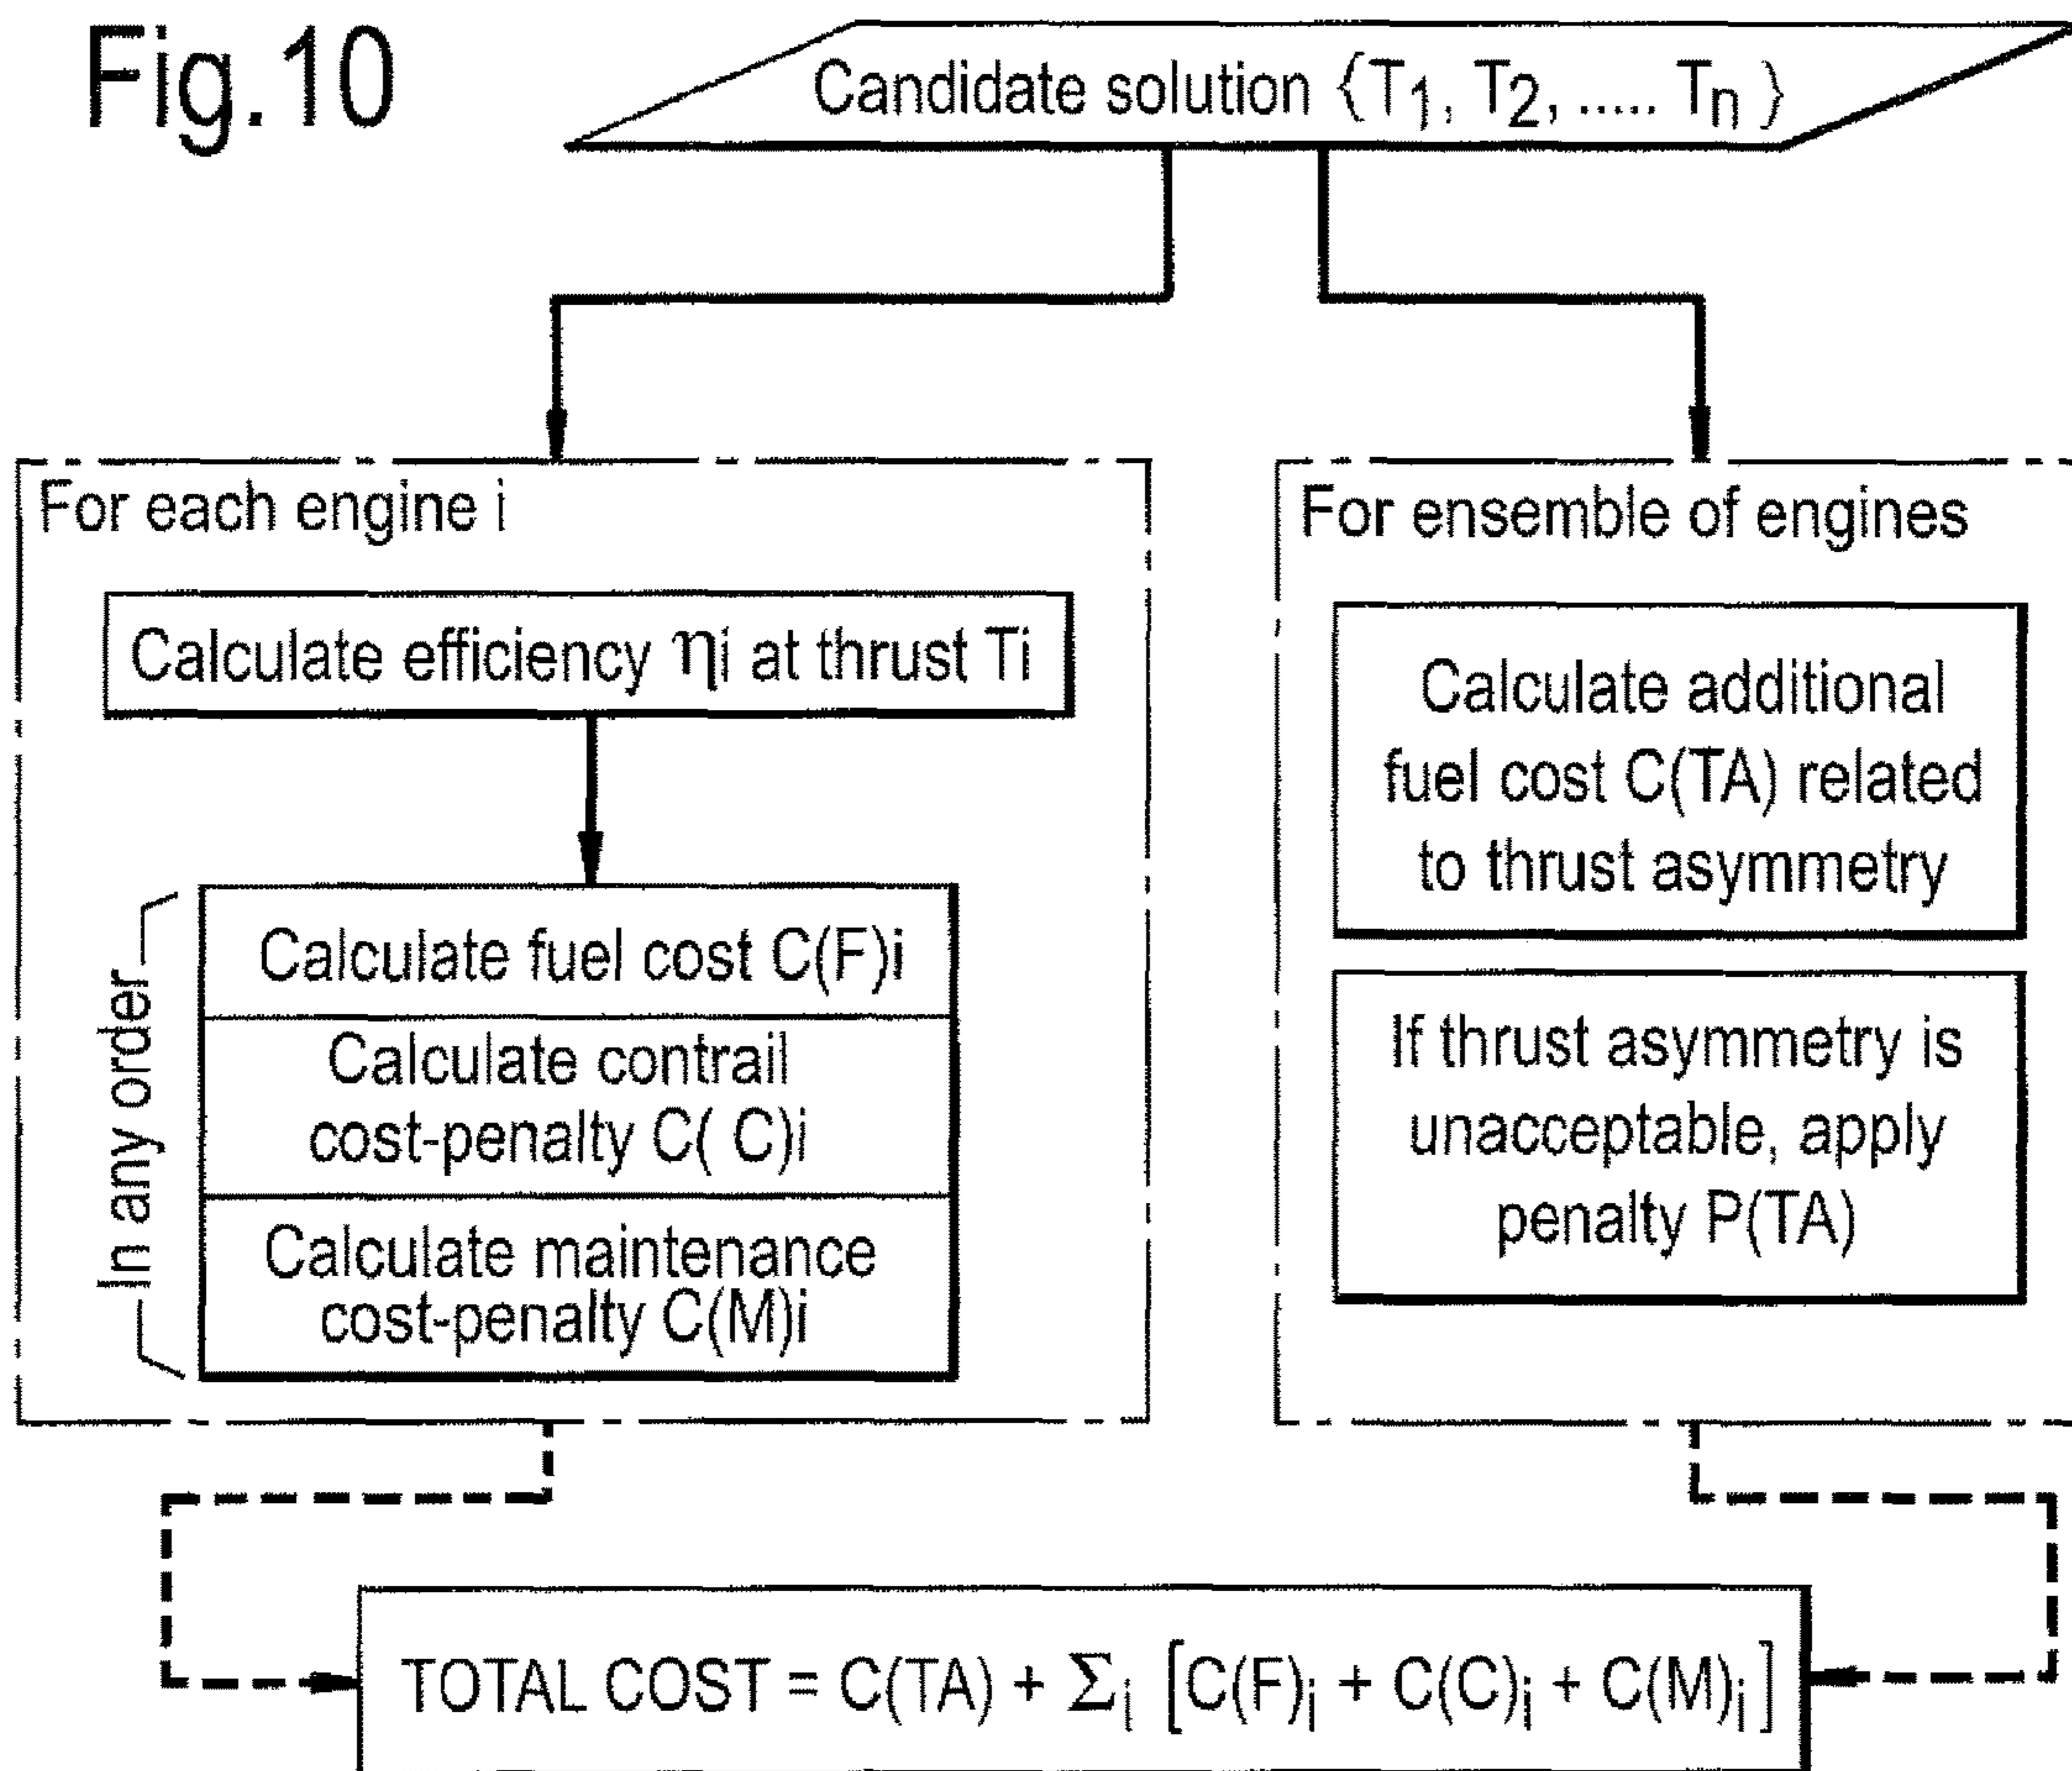 Fig.10
Candidate solution {T1, T2, ..... Tn }
For each engine i
Calculate efficiency ηi at thrust Ti
In any order
Calculate fuel cost C(F)i
Calculate contrail
cost-penalty C( C)i
Calculate maintenance
cost-penalty C(M)i
For ensemble of engines
Calculate additional
fuel cost C(TA) related
to thrust asymmetry
If thrust asymmetry is
unacceptable, apply
penalty P(TA)
TOTAL COST = C(TA) + Σi [C(F)i + C(C)i + C(M)i ]